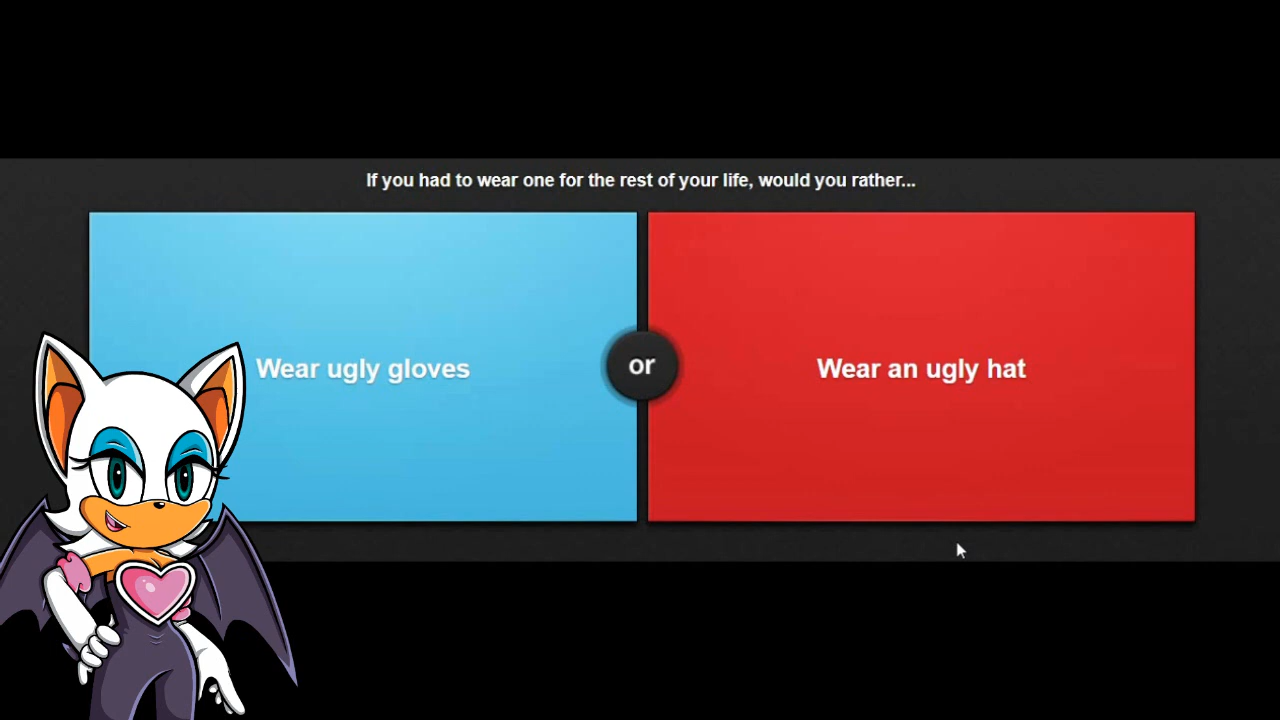 If you had to wear one for the rest of your life, would you rather...
Wear ugly gloves
or
Wear an ugly hat